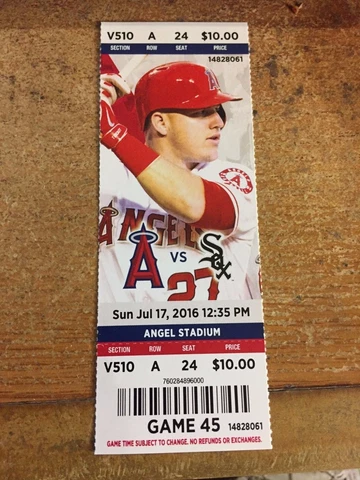 V510 A 24 $10.00
SECTION ROW SEAT PRICE
14828061
A
A
ANGELS
A VS Sox
27
Sun Jul 17, 2016 12:35 PM
ANGEL STADIUM
SECTION ROW SEAT PRICE
V510 A 24 $10.00
760284896000
GAME 45 14828061
GAME TIME SUBJECT TO CHANGE. NO REFUNDS OR EXCHANGES.